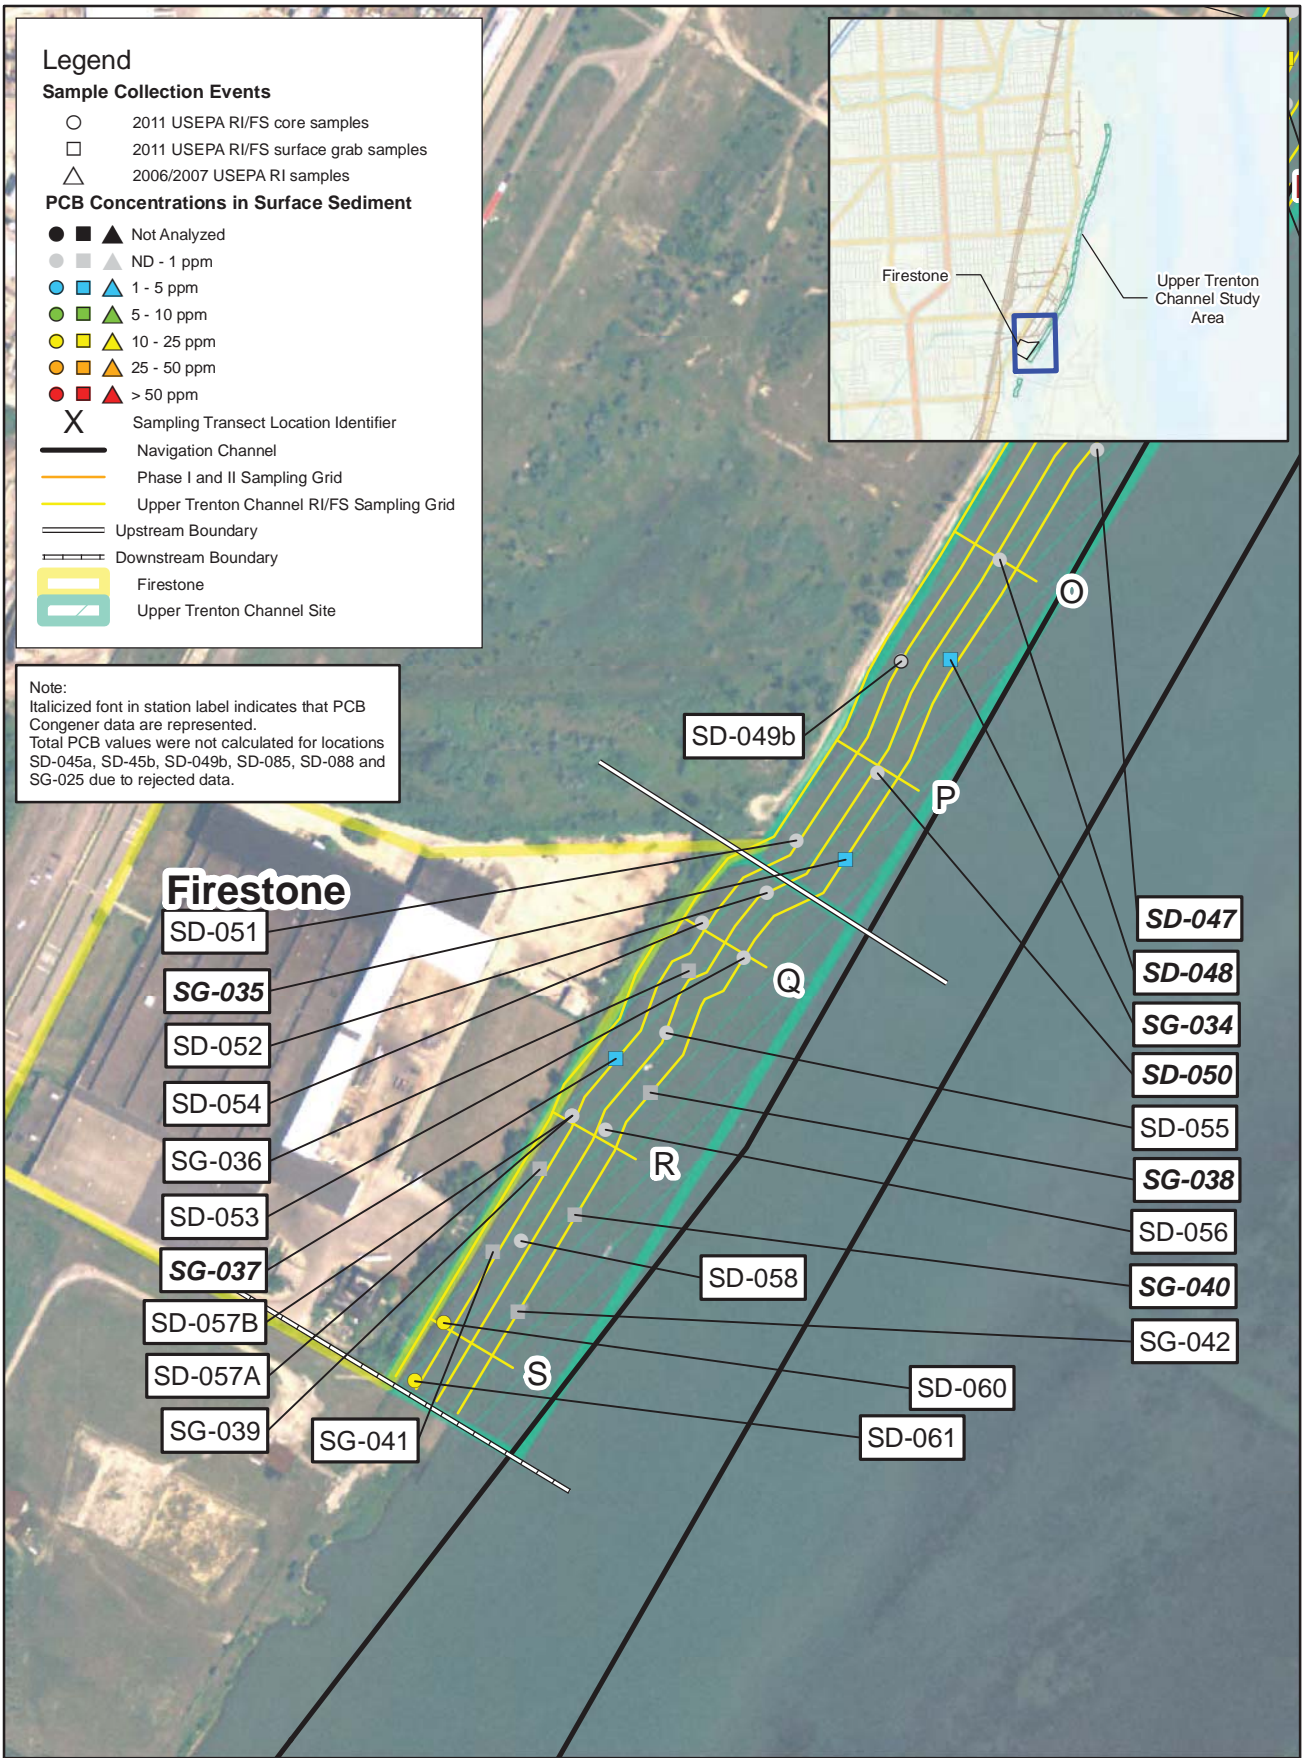 Legend
Sample Collection Events
2011 USEPA RI/FS core samples
2011 USEPA RI/FS surface grab samples
2006/2007 USEPA RI samples
PCB Concentrations in Surface Sediment
Not Analyzed
ND - 1 ppm
1 - 5 ppm
5 - 10 ppm
10 - 25 ppm
25 - 50 ppm
> 50 ppm
X Sampling Transect Location Identifier
Navigation Channel
Phase I and II Sampling Grid
Upper Trenton Channel RI/FS Sampling Grid
Upstream Boundary
Downstream Boundary
Firestone
Upper Trenton Channel Site
Note:
Italicized font in station label indicates that PCB
Congener data are represented.
Total PCB values were not calculated for locations
SD-045a, SD-45b, SD-049b, SD-085, SD-088 and
SG-025 due to rejected data.
Firestone
Upper Trenton
Channel Study
Area
O
SD-049b
P
Firestone
SD-051
SG-035
SD-052
SD-054
SG-036
SD-053
SG-037
SD-057B
SD-057A
SG-039
SG-041
Q
R
S
SD-047
SD-048
SG-034
SD-050
SD-055
SG-038
SD-056
SG-040
SG-042
SD-058
SD-060
SD-061